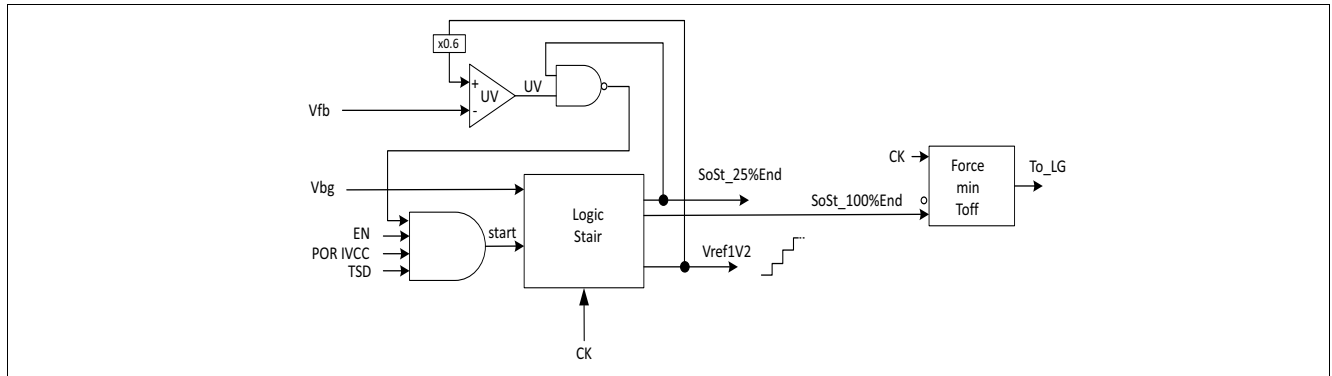 x0.6
+
UV
-
UV
Vfb
Vbg
SoSt_25%End
CK
Force
min
Toff
To_LG
SoSt_100%End
Logic
Stair
EN
POR IVCC
TSD
start
Vref1V2
CK